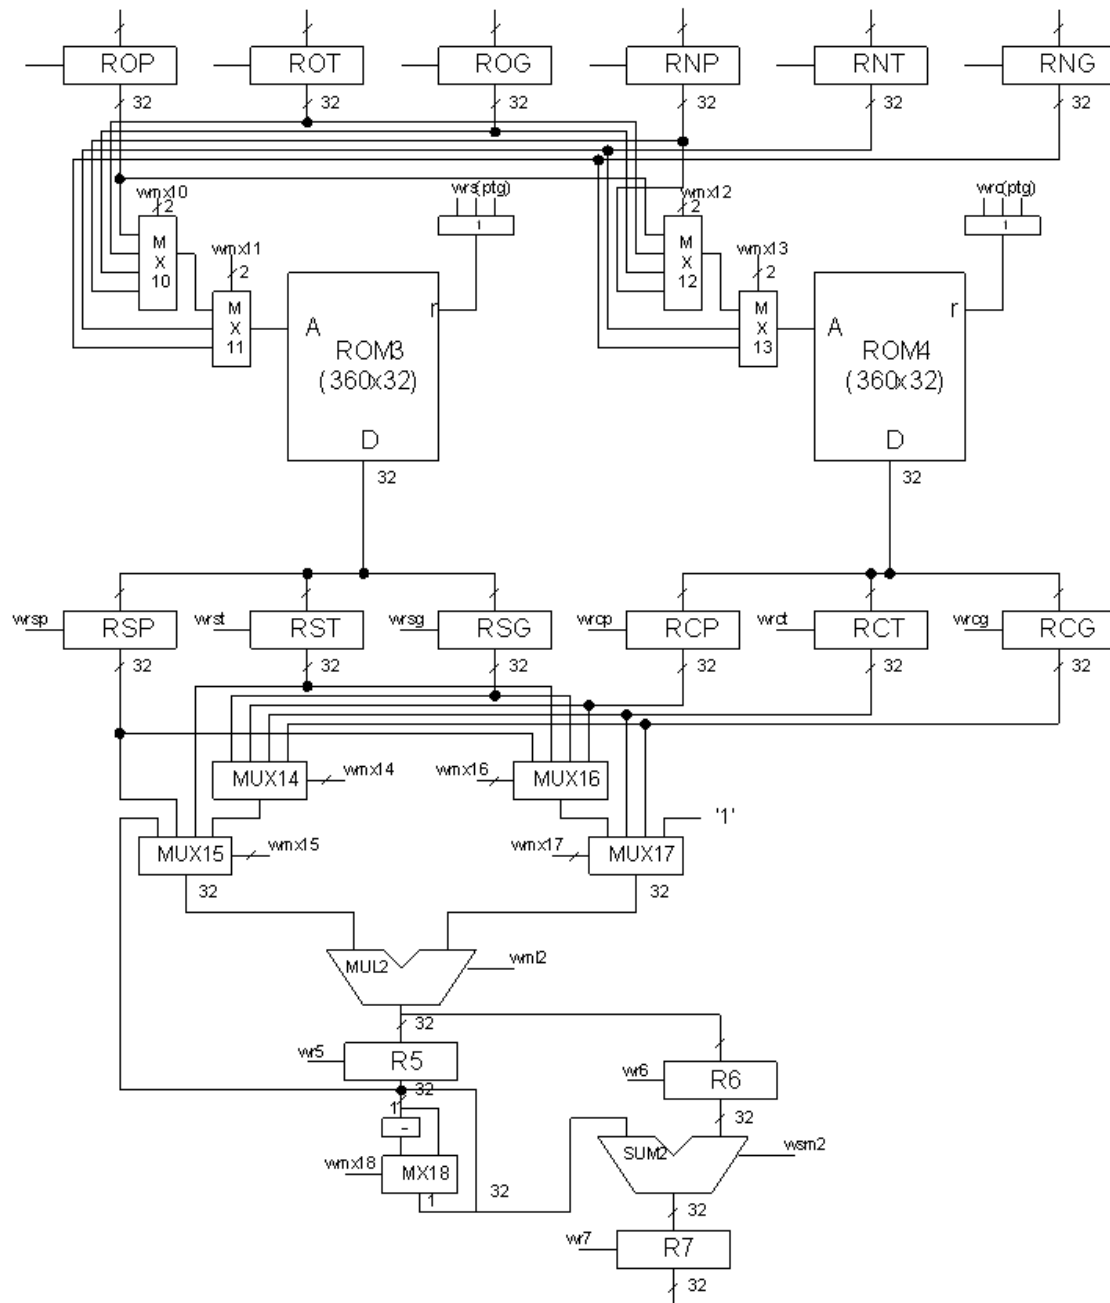 ROP ROT ROG RNP RNT RNG
32 32 32 32 32 32
wmx10 wrs(ptg) wmx12 wrc(ptg)
2 2
1 1
M X 10
wmx11
M X 12
wmx13
2 2
M X 11
M X 13
A r
ROM3
(360x32)
D
A r
ROM4
(360x32)
D
32 32
wrsp RSP wrst RST wrsg RSG wrcp RCP wrct RCT wrcg RCG
32 32 32 32 32 32
MUX14 wmx14 wmx16 MUX16
'1'
MUX15 wmx15 wmx17 MUX17
32 32
MUL2 wml2
32
wr5 R5
wr6 R6
32
1 32
-
SUM2 wsm2
wmx18 MX18
1 32
32
wr7 R7
32